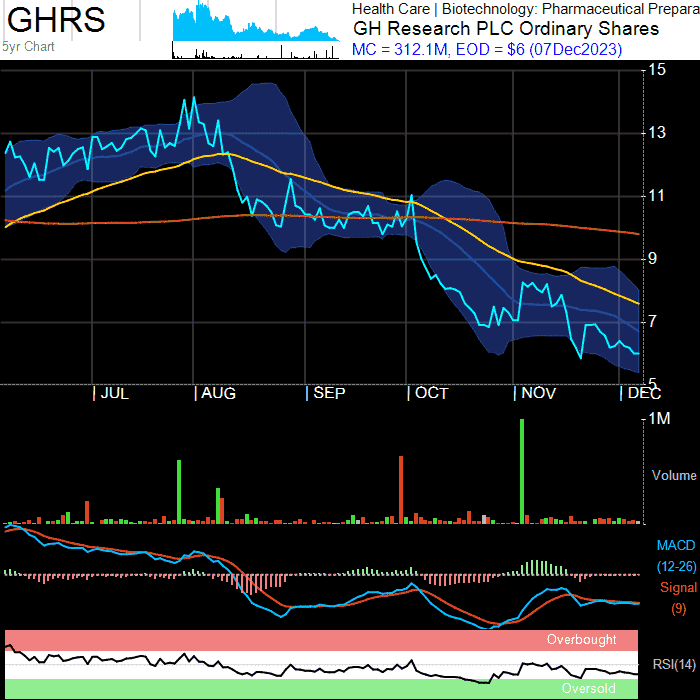 GHRS
5yr Chart
Health Care | Biotechnology: Pharmaceutical Prepara
GH Research PLC Ordinary Shares
MC = 312.1M, EOD = $6 (07Dec2023)
15
13
11
9
7
5
| JUL
| AUG
| SEP
| OCT
| NOV
| DEC
1M
Volume
MACD
(12-26)
Signal
(9)
Overbought
RSI(14)
Oversold